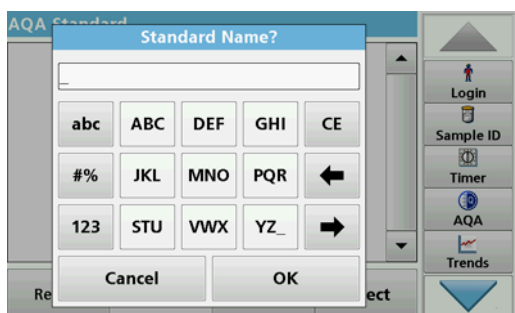 AQA Standard
Standard Name?
_
abc ABC DEF GHI CE
#% JKL MNO PQR
123 STU VWX YZ_
Cancel OK
Login
Sample ID
Timer
AQA
Trends